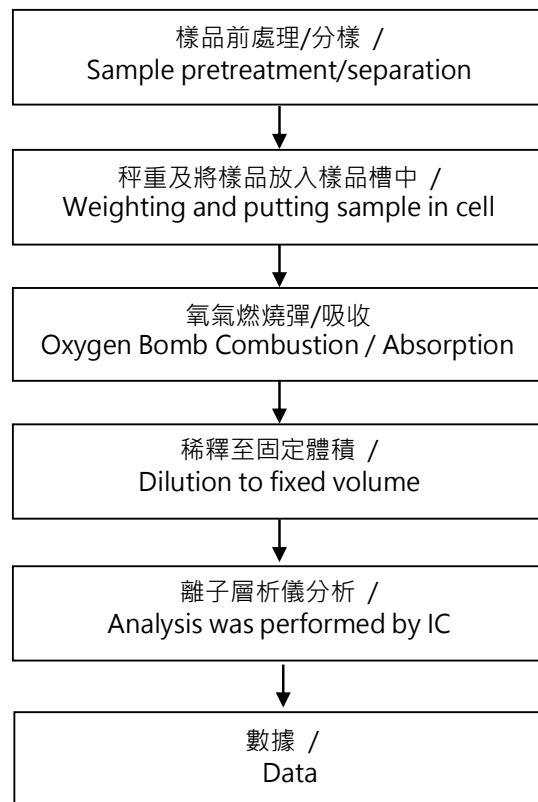 樣品前處理/分樣 /
Sample pretreatment/separation
秤重及將樣品放入樣品槽中 /
Weighting and putting sample in cell
氧氣燃燒彈/吸收
Oxygen Bomb Combustion / Absorption
稀釋至固定體積 /
Dilution to fixed volume
離子層析儀分析 /
Analysis was performed by IC
數據 /
Data